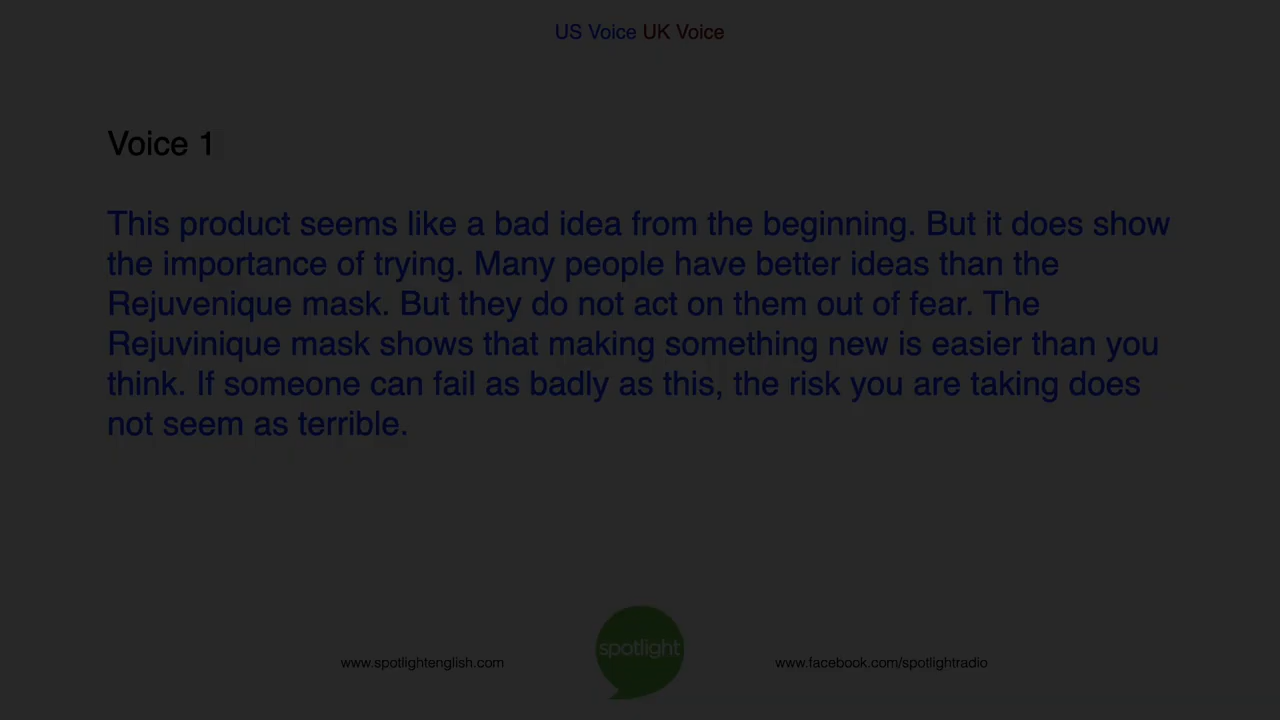 US Voice UK Voice
Voice 1
This product seems like a bad idea from the beginning. But it does show
the importance of trying. Many people have better ideas than the
Rejuvenique mask. But they do not act on them out of fear. The
Rejuvinique mask shows that making something new is easier than you
think. If someone can fail as badly as this, the risk you are taking does
not seem as terrible.
spotlight
www.spotlightenglish.com
www.facebook.com/spotlightradio